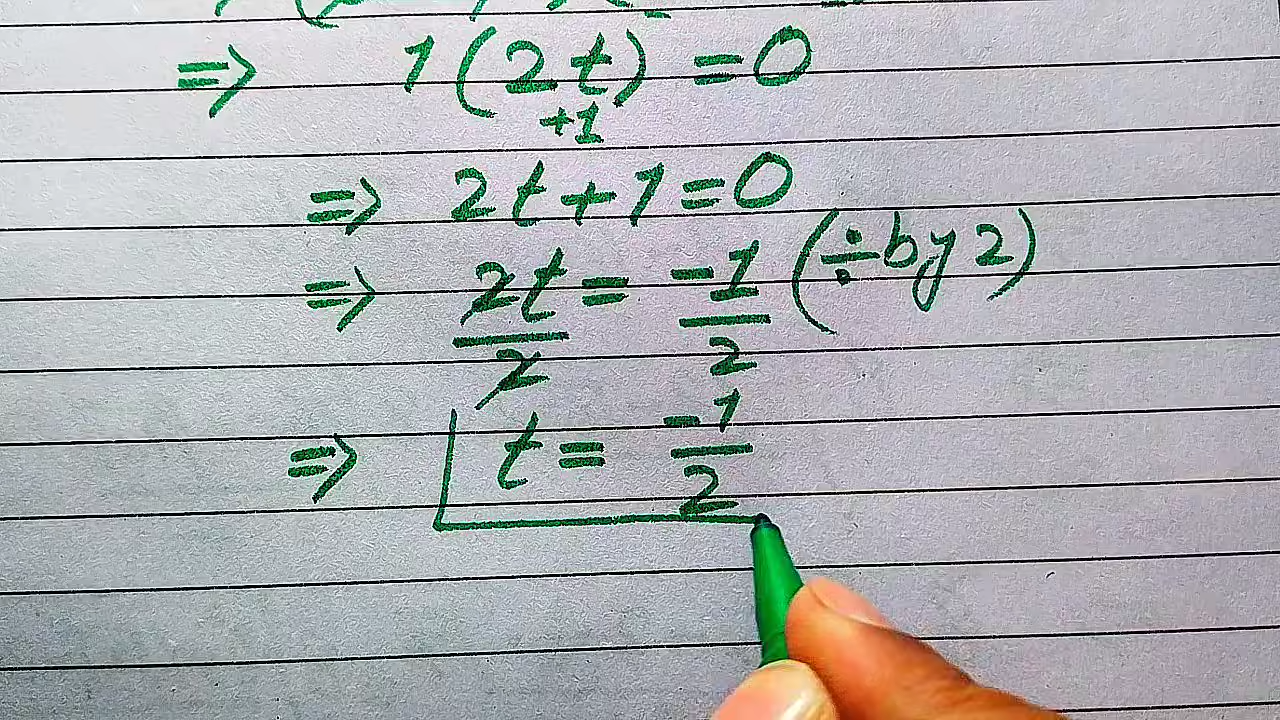 ⇒ 1 (2t) = 0
+1
⇒ 2t + 1 = 0
⇒ 2t/2 = -1/2 (÷ by 2)
⇒ t = -1/2